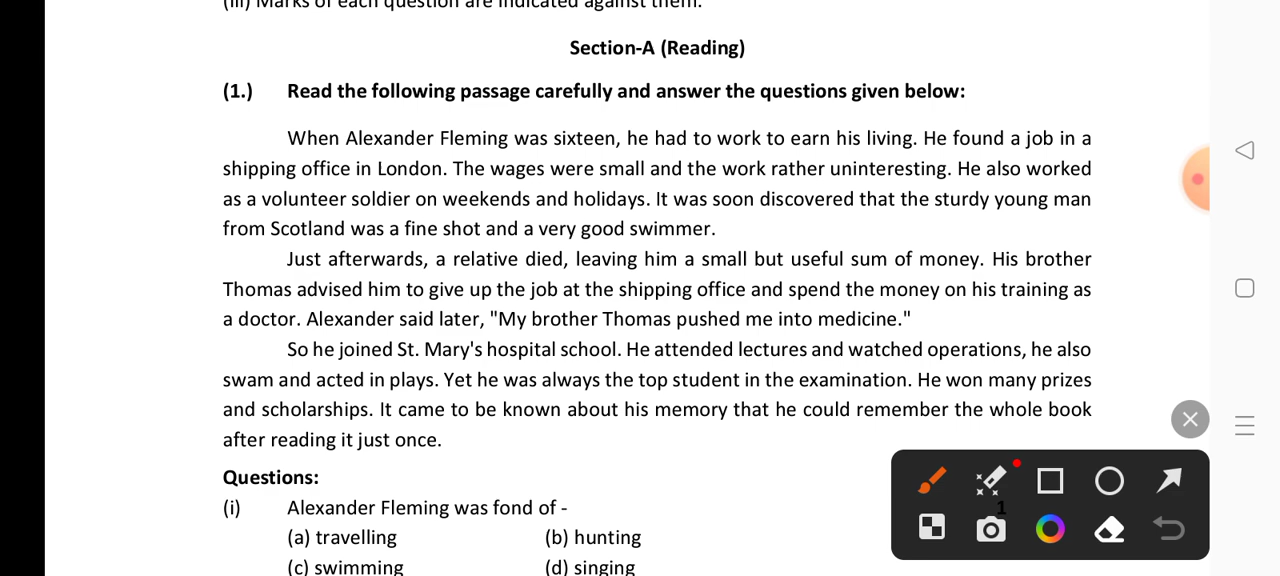 (iii) Marks of each question are indicated against them.
Section-A (Reading)
(1.) Read the following passage carefully and answer the questions given below:
When Alexander Fleming was sixteen, he had to work to earn his living. He found a job in a
shipping office in London. The wages were small and the work rather uninteresting. He also worked
as a volunteer soldier on weekends and holidays. It was soon discovered that the sturdy young man
from Scotland was a fine shot and a very good swimmer.
Just afterwards, a relative died, leaving him a small but useful sum of money. His brother
Thomas advised him to give up the job at the shipping office and spend the money on his training as
a doctor. Alexander said later, "My brother Thomas pushed me into medicine."
So he joined St. Mary's hospital school. He attended lectures and watched operations, he also
swam and acted in plays. Yet he was always the top student in the examination. He won many prizes
and scholarships. It came to be known about his memory that he could remember the whole book
after reading it just once.
Questions:
(i) Alexander Fleming was fond of -
1
(a) travelling (b) hunting
(c) swimming (d) singing